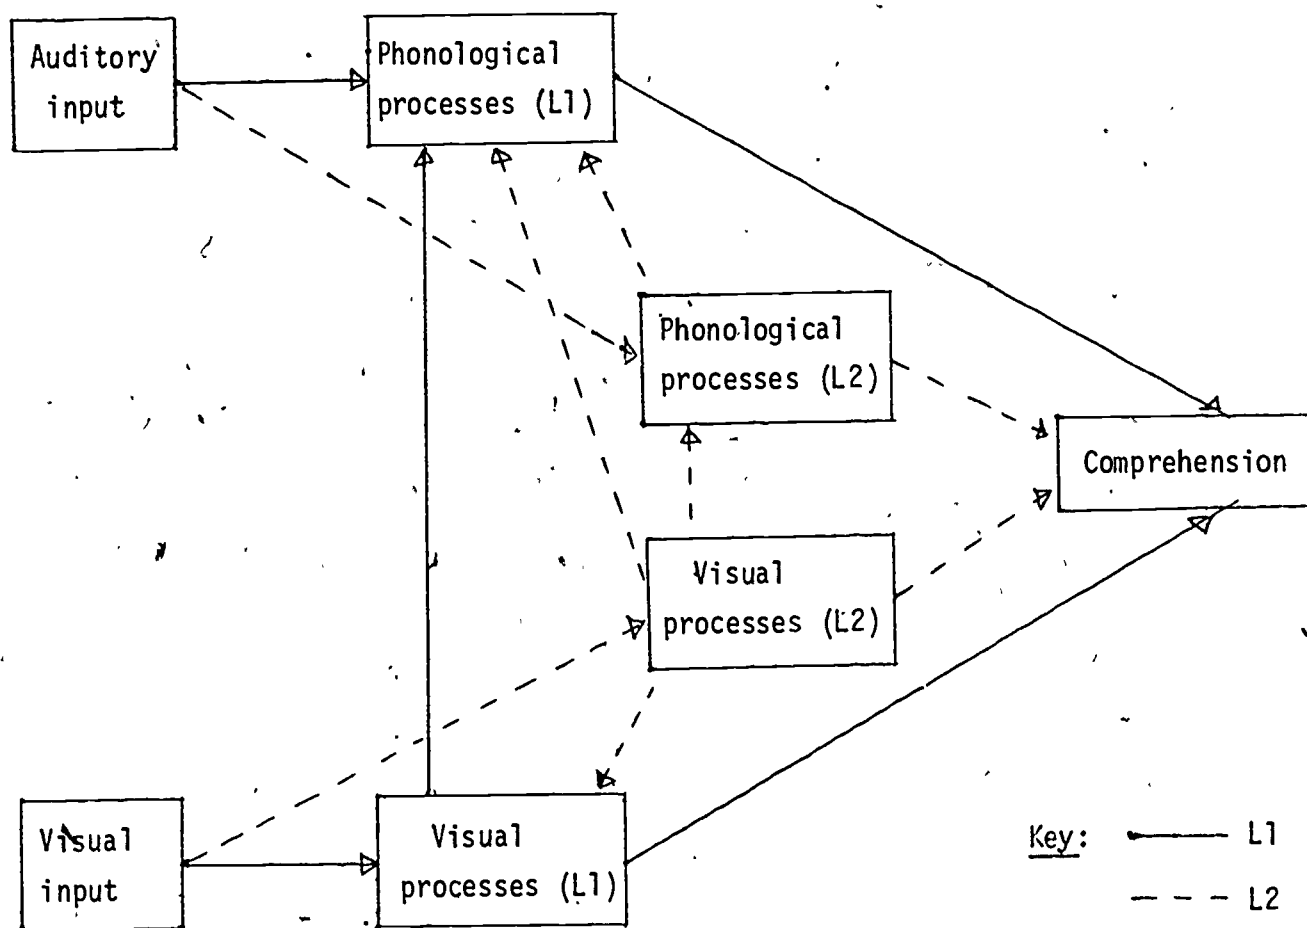 Auditory
input
Phonological
processes (L1)
Phonological
processes (L2)
Comprehension
Visual
processes (L2)
Visual
input
Visual
processes (L1)
Key: L1
L2